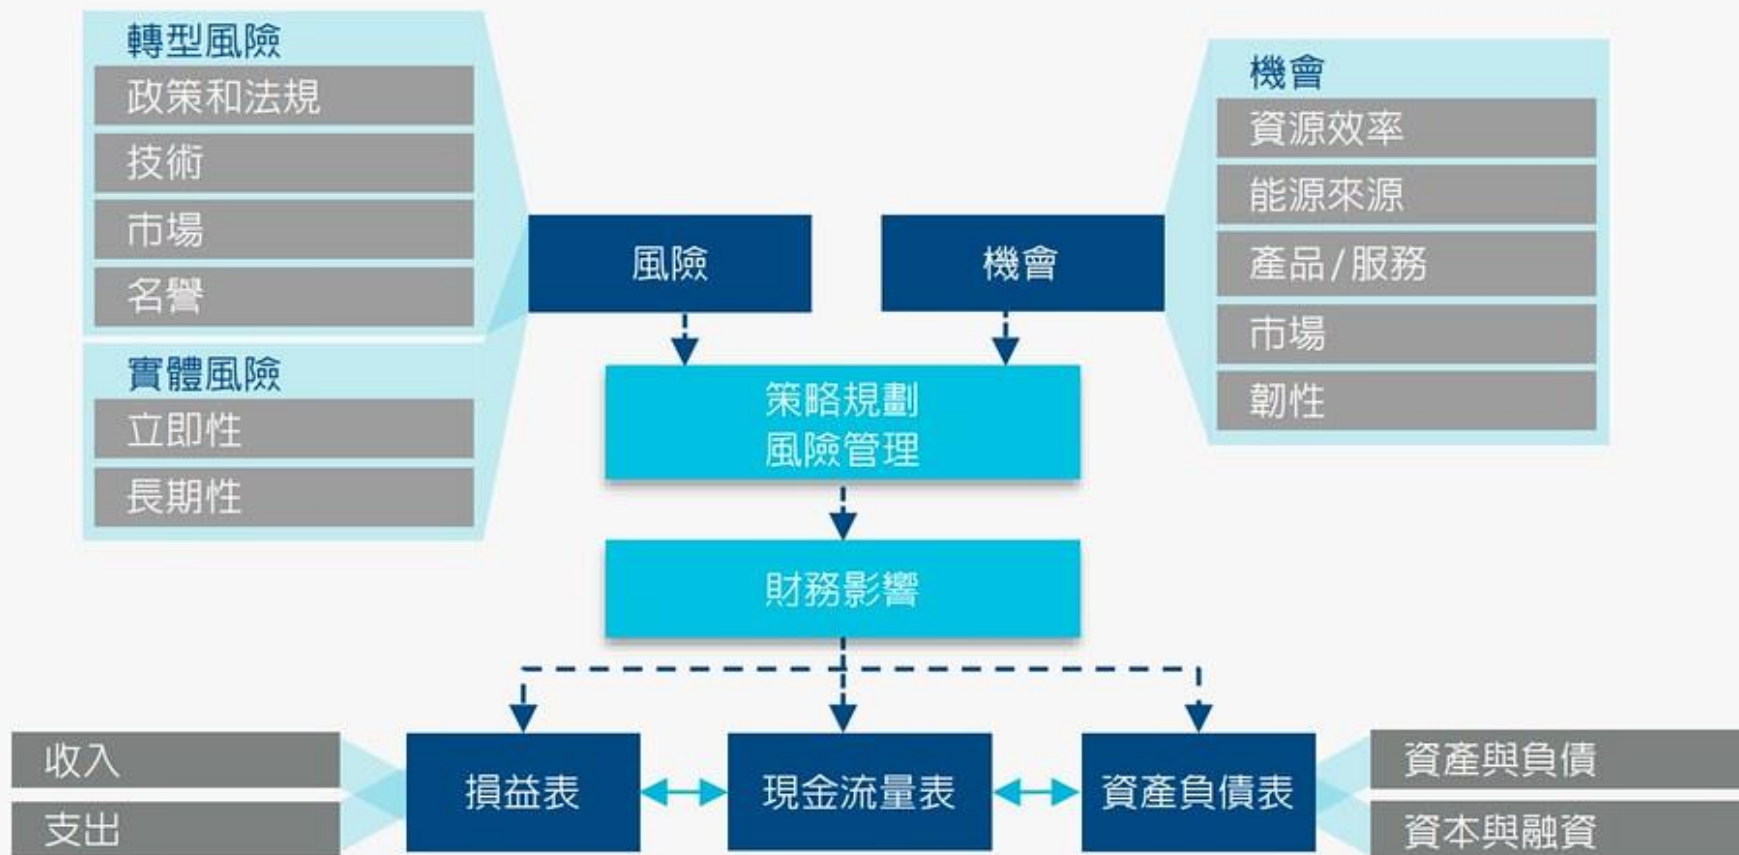 轉型風險
政策和法規
技術
市場
名譽
實體風險
立即性
長期性
風險
機會
機會
資源效率
能源來源
產品/服務
市場
韌性
策略規劃
風險管理
財務影響
收入
支出
損益表
現金流量表
資產負債表
資產與負債
資本與融資